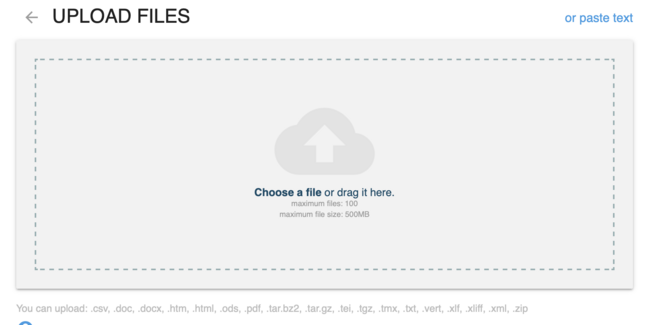 UPLOAD FILES
or paste text
Choose a file or drag it here.
maximum files: 100
maximum file size: 500MB
You can upload: .csv, .doc, .docx, .htm, .html, .ods, .pdf, .tar.bz2, .tar.gz, .tei, .tgz, .tmx, .txt, .vert, .xlf, .xliff, .xml, .zip